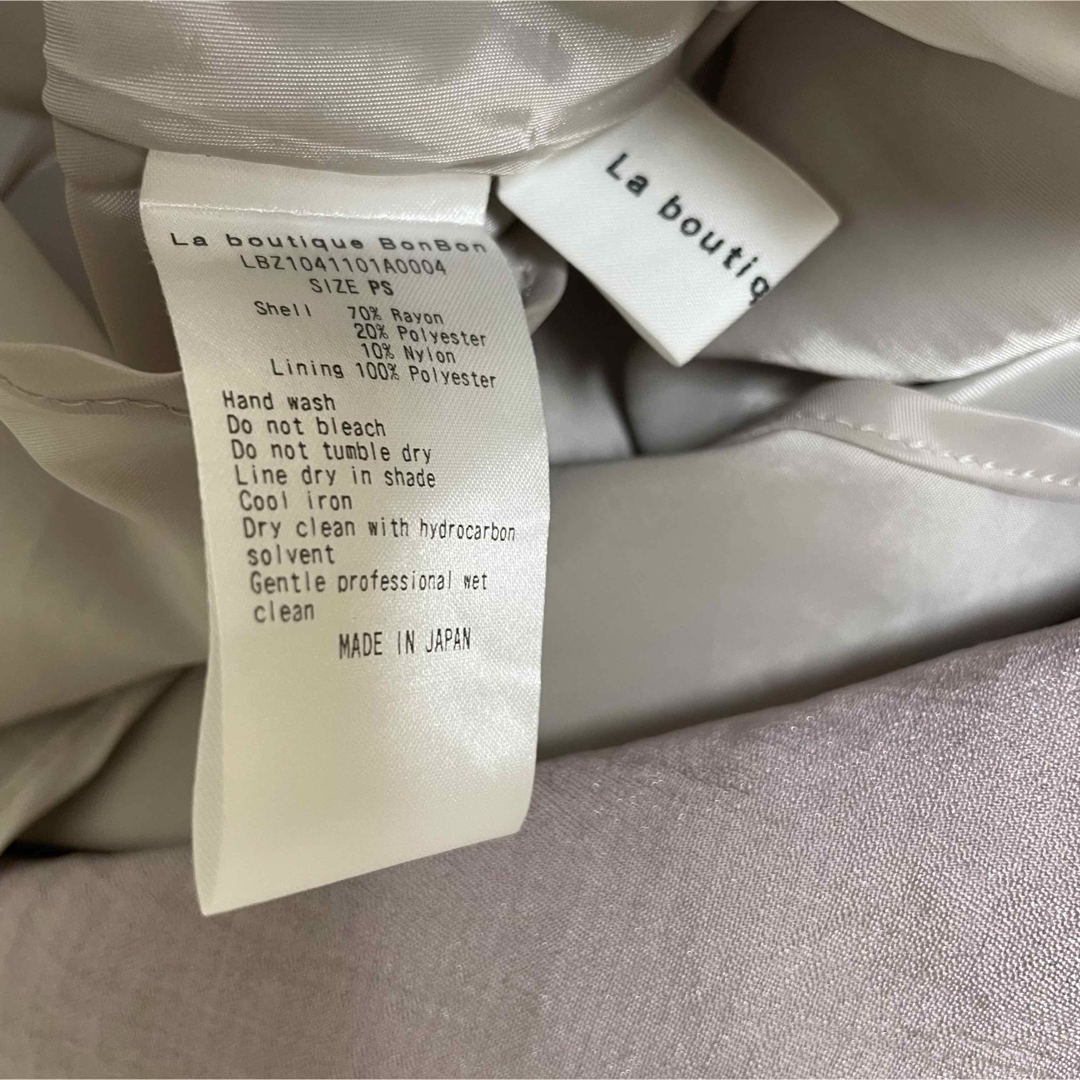 La boutique BonBon
LBZ1041101A0004
SIZE PS
Shell 70% Rayon
20% Polyester
10% Nylon
Lining 100% Polyester
Hand wash
Do not bleach
Do not tumble dry
Line dry in shade
Cool iron
Dry clean with hydrocarbon
solvent
Gentle professional wet
clean
MADE IN JAPAN
La boutiq